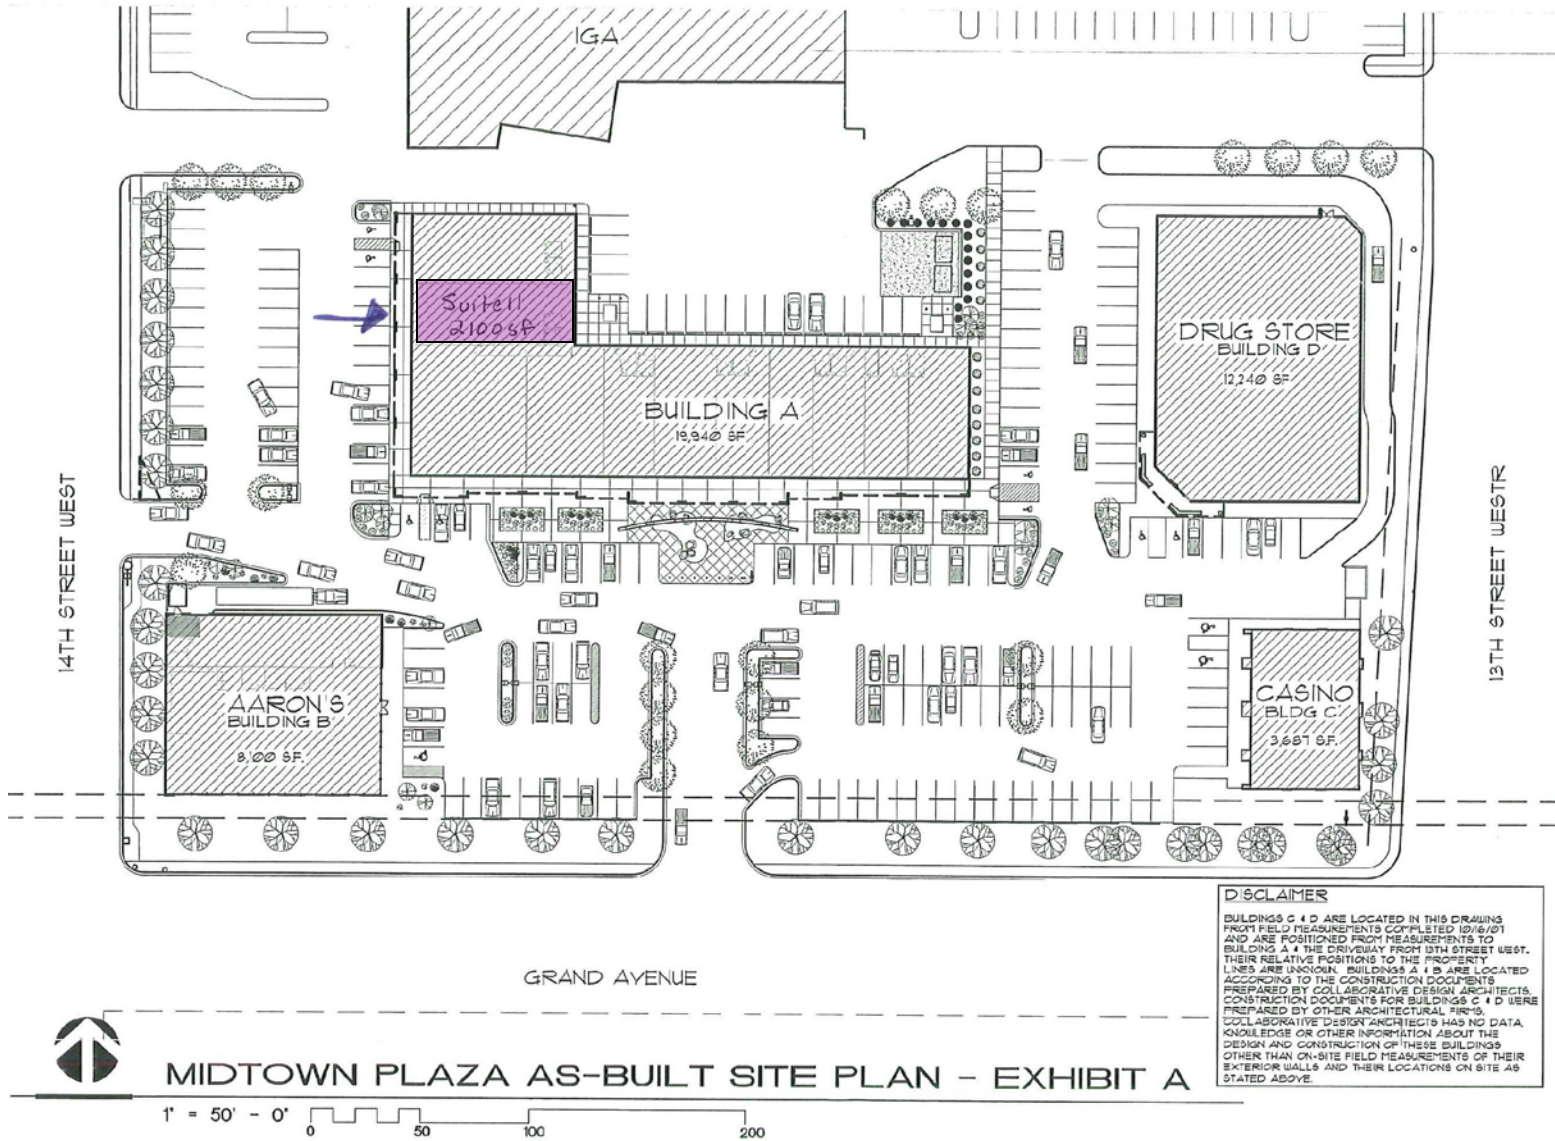 IGA
Suite 11
2100 sf
DRUG STORE
BUILDING D
12,240 SF
BUILDING A
19,940 SF
14TH STREET WEST
13TH STREET WESTR
AARON'S
BUILDING B
8,100 S.F.
CASINO
BLDG C
3,687 S.F.
GRAND AVENUE
DISCLAIMER
BUILDINGS C & D ARE LOCATED IN THIS DRAWING
FROM FIELD MEASUREMENTS COMPLETED 10/16/07
AND ARE POSITIONED FROM MEASUREMENTS TO
BUILDING A & THE DRIVEWAY FROM 13TH STREET WEST.
THEIR RELATIVE POSITIONS TO THE PROPERTY
LINES ARE UNKNOWN. BUILDINGS A & B ARE LOCATED
ACCORDING TO THE CONSTRUCTION DOCUMENTS
PREPARED BY COLLABORATIVE DESIGN ARCHITECTS.
CONSTRUCTION DOCUMENTS FOR BUILDINGS C & D WERE
PREPARED BY OTHER ARCHITECTURAL FIRMS.
COLLABORATIVE DESIGN ARCHITECTS HAS NO DATA,
KNOWLEDGE OR OTHER INFORMATION ABOUT THE
DESIGN AND CONSTRUCTION OF THESE BUILDINGS
OTHER THAN ON-SITE FIELD MEASUREMENTS OF THEIR
EXTERIOR WALLS AND THEIR LOCATIONS ON SITE AS
STATED ABOVE.
MIDTOWN PLAZA AS-BUILT SITE PLAN - EXHIBIT A
1" = 50' - 0"
0 50 100 200